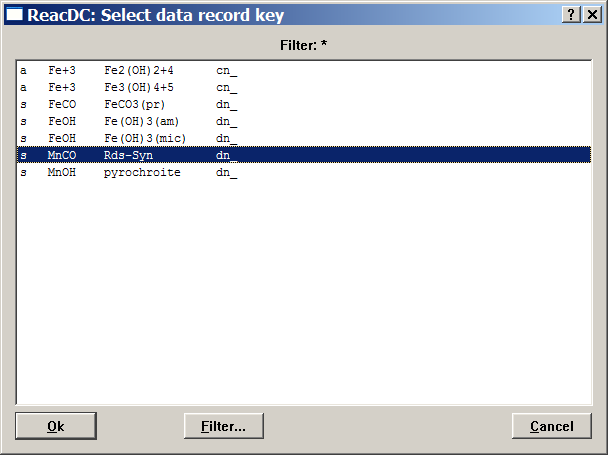 ReacDC: Select data record key
Filter: *
a Fe+3 Fe2(OH)2+4 cn_
a Fe+3 Fe3(OH)4+5 cn_
s FeCO FeCO3(pr) dn_
s FeOH Fe(OH)3(am) dn_
s FeOH Fe(OH)3(mic) dn_
s MnCO Rds-Syn dn_
s MnOH pyrochroite dn_
Ok Filter... Cancel